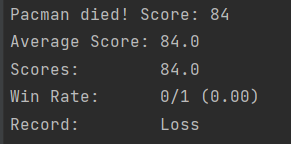 Pacman died! Score: 84
Average Score: 84.0
Scores:        84.0
Win Rate:      0/1 (0.00)
Record:        Loss